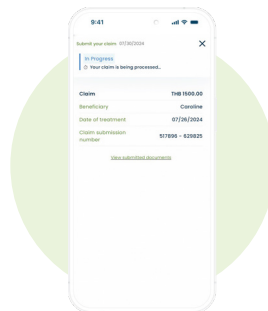 9:41
Submit your claim 07/30/2024
In Progress
Your claim is being processed..
Claim THB 1500.00
Beneficiary Caroline
Date of treatment 07/26/2024
Claim submission number 517896 - 629825
View submitted documents